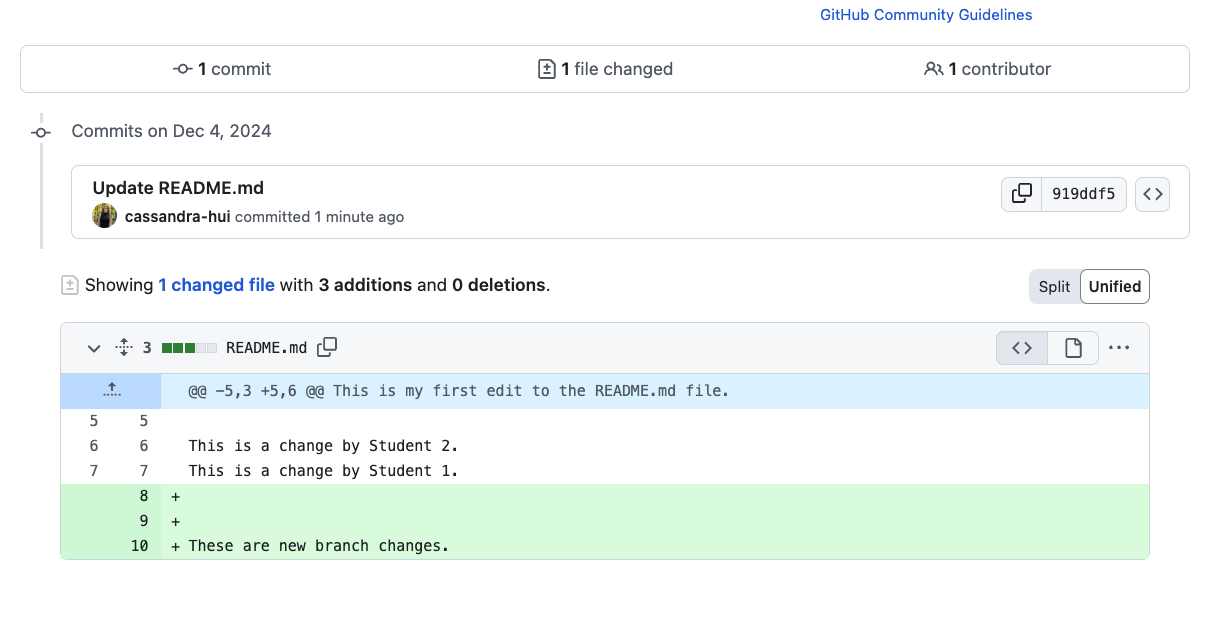 GitHub Community Guidelines
1 commit
1 file changed
1 contributor
Commits on Dec 4, 2024
Update README.md
919ddf5
cassandra-hui committed 1 minute ago
Showing 1 changed file with 3 additions and 0 deletions.
Split
Unified
3
README.md
@@ -5,3 +5,6 @@ This is my first edit to the README.md file.
5 5
6 6 This is a change by Student 2.
7 7 This is a change by Student 1.
8 +
9 +
10 + These are new branch changes.